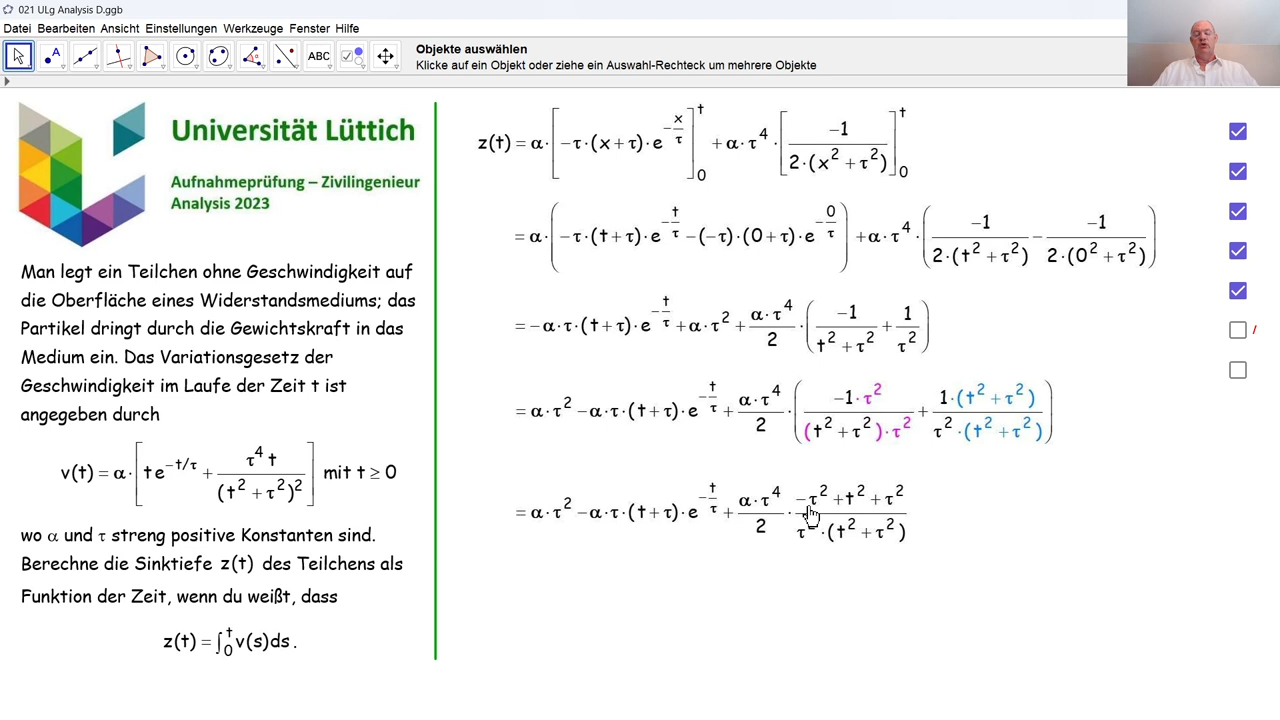 021 ULg Analysis D.ggb
Datei Bearbeiten Ansicht Einstellungen Werkzeuge Fenster Hilfe
A ABC
Objekte auswählen
Klicke auf ein Objekt oder ziehe ein Auswahl-Rechteck um mehrere Objekte
Universität Lüttich
Aufnahmeprüfung – Zivilingenieur
Analysis 2023
Man legt ein Teilchen ohne Geschwindigkeit auf
die Oberfläche eines Widerstandsmediums; das
Partikel dringt durch die Gewichtskraft in das
Medium ein. Das Variationsgesetz der
Geschwindigkeit im Laufe der Zeit t ist
angegeben durch
v(t) = α·[t e^(−t/τ) + τ⁴ t / (t² + τ²)²] mit t ≥ 0
wo α und τ streng positive Konstanten sind.
Berechne die Sinktiefe z(t) des Teilchens als
Funktion der Zeit, wenn du weißt, dass
z(t) = ∫₀ᵗ v(s)ds.
z(t) = α·[−τ·(x+τ)·e^(−x/τ)]₀ᵗ + α·τ⁴·[−1 / (2·(x²+τ²))]₀ᵗ
= α·(−τ·(t+τ)·e^(−t/τ) − (−τ)·(0+τ)·e^(−0/τ)) + α·τ⁴·(−1 / (2·(t²+τ²)) − −1 / (2·(0²+τ²)))
= −α·τ·(t+τ)·e^(−t/τ) + α·τ² + α·τ⁴/2·(−1 / (t²+τ²) + 1/τ²)
= α·τ² − α·τ·(t+τ)·e^(−t/τ) + α·τ⁴/2·(−1·τ² / ((t²+τ²)·τ²) + 1·(t²+τ²) / (τ²·(t²+τ²)))
= α·τ² − α·τ·(t+τ)·e^(−t/τ) + α·τ⁴/2·(−τ²+t²+τ²) / (τ²·(t²+τ²))